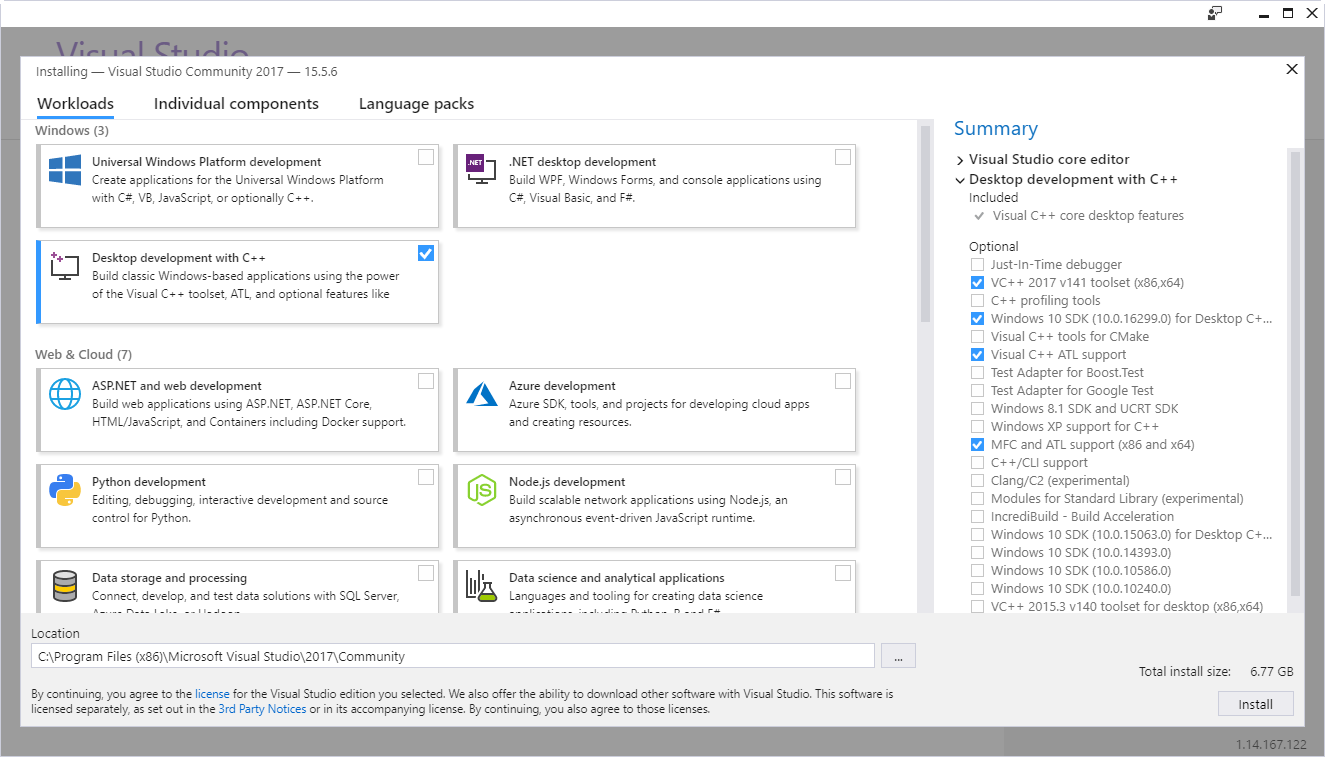 Visual Studio
Installing — Visual Studio Community 2017 — 15.5.6
Workloads
Individual components
Language packs
Windows (3)
Universal Windows Platform development
Create applications for the Universal Windows Platform
with C#, VB, JavaScript, or optionally C++.
.NET
.NET desktop development
Build WPF, Windows Forms, and console applications using
C#, Visual Basic, and F#.
Desktop development with C++
Build classic Windows-based applications using the power
of the Visual C++ toolset, ATL, and optional features like
Web & Cloud (7)
ASP.NET and web development
Build web applications using ASP.NET, ASP.NET Core,
HTML/JavaScript, and Containers including Docker support.
Azure development
Azure SDK, tools, and projects for developing cloud apps
and creating resources.
Python development
Editing, debugging, interactive development and source
control for Python.
JS
Node.js development
Build scalable network applications using Node.js, an
asynchronous event-driven JavaScript runtime.
Data storage and processing
Connect, develop, and test data solutions with SQL Server,
Azure Data Lake, or Hadoop.
Data science and analytical applications
Languages and tooling for creating data science
applications, including Python, R and F#.
Summary
Visual Studio core editor
Desktop development with C++
Included
Visual C++ core desktop features
Optional
Just-In-Time debugger
VC++ 2017 v141 toolset (x86,x64)
C++ profiling tools
Windows 10 SDK (10.0.16299.0) for Desktop C+...
Visual C++ tools for CMake
Visual C++ ATL support
Test Adapter for Boost.Test
Test Adapter for Google Test
Windows 8.1 SDK and UCRT SDK
Windows XP support for C++
MFC and ATL support (x86 and x64)
C++/CLI support
Clang/C2 (experimental)
Modules for Standard Library (experimental)
IncrediBuild - Build Acceleration
Windows 10 SDK (10.0.15063.0) for Desktop C+...
Windows 10 SDK (10.0.14393.0)
Windows 10 SDK (10.0.10586.0)
Windows 10 SDK (10.0.10240.0)
VC++ 2015.3 v140 toolset for desktop (x86,x64)
Location
C:\Program Files (x86)\Microsoft Visual Studio\2017\Community
...
Total install size: 6.77 GB
By continuing, you agree to the license for the Visual Studio edition you selected. We also offer the ability to download other software with Visual Studio. This software is
licensed separately, as set out in the 3rd Party Notices or in its accompanying license. By continuing, you also agree to those licenses.
Install
1.14.167.122